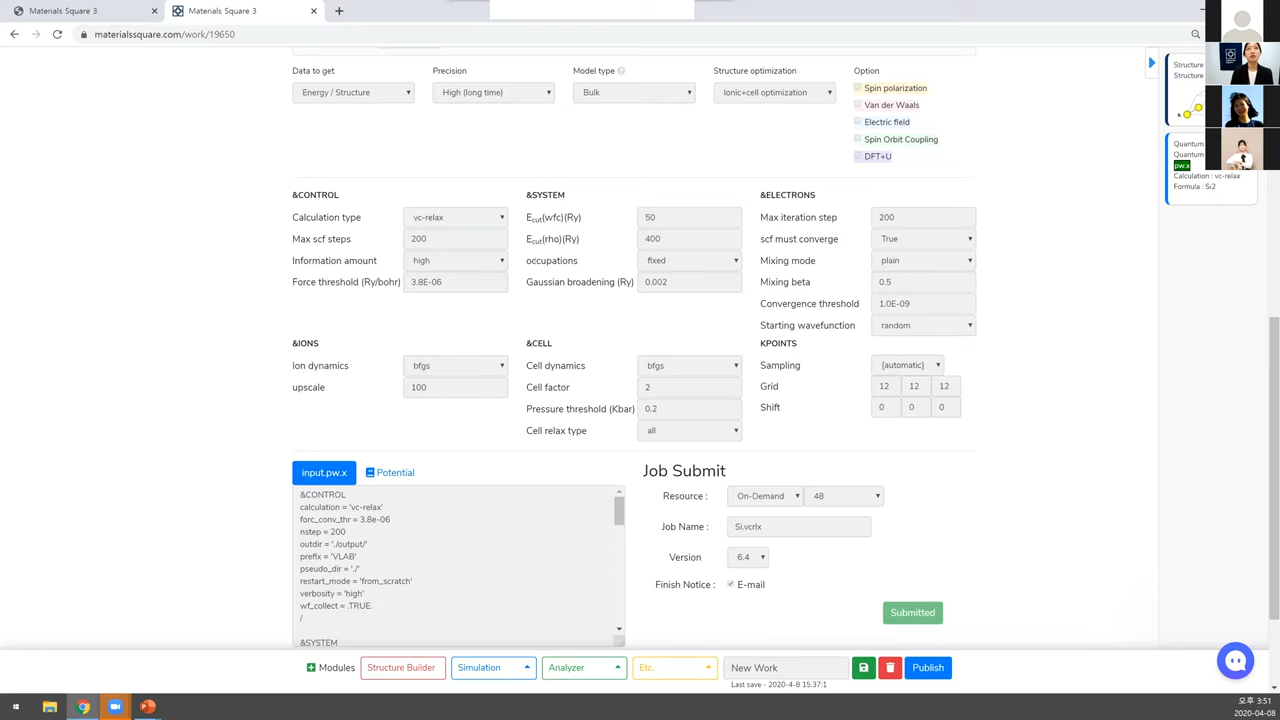 Materials Square 3
Materials Square 3
materialssquare.com/work/19650
Data to get
Precision
Model type
Structure optimization
Option
Energy / Structure
High (long time)
Bulk
Ionic+cell optimization
Spin polarization
Van der Waals
Electric field
Spin Orbit Coupling
DFT+U
&CONTROL
&SYSTEM
&ELECTRONS
Calculation type vc-relax
Ecut(wfc)(Ry) 50
Max iteration step 200
Max scf steps 200
Ecut(rho)(Ry) 400
scf must converge True
Information amount high
occupations fixed
Mixing mode plain
Force threshold (Ry/bohr) 3.8E-06
Gaussian broadening (Ry) 0.002
Mixing beta 0.5
Convergence threshold 1.0E-09
Starting wavefunction random
&IONS
&CELL
KPOINTS
Ion dynamics bfgs
Cell dynamics bfgs
Sampling {automatic}
upscale 100
Cell factor 2
Grid 12 12 12
Pressure threshold (Kbar) 0.2
Shift 0 0 0
Cell relax type all
input.pw.x
Potential
&CONTROL
calculation = 'vc-relax'
forc_conv_thr = 3.8e-06
nstep = 200
outdir = './output/'
prefix = 'VLAB'
pseudo_dir = './'
restart_mode = 'from_scratch'
verbosity = 'high'
wf_collect = .TRUE.
/
&SYSTEM
Job Submit
Resource : On-Demand 48
Job Name : Si.vcrlx
Version 6.4
Finish Notice : E-mail
Submitted
Structure
Structure
Quantum
Quantum
pw.x
Calculation : vc-relax
Formula : Si2
Modules
Structure Builder
Simulation
Analyzer
Etc.
New Work
Publish
Last save - 2020-4-8 15:37:1
오후 3:51
2020-04-08